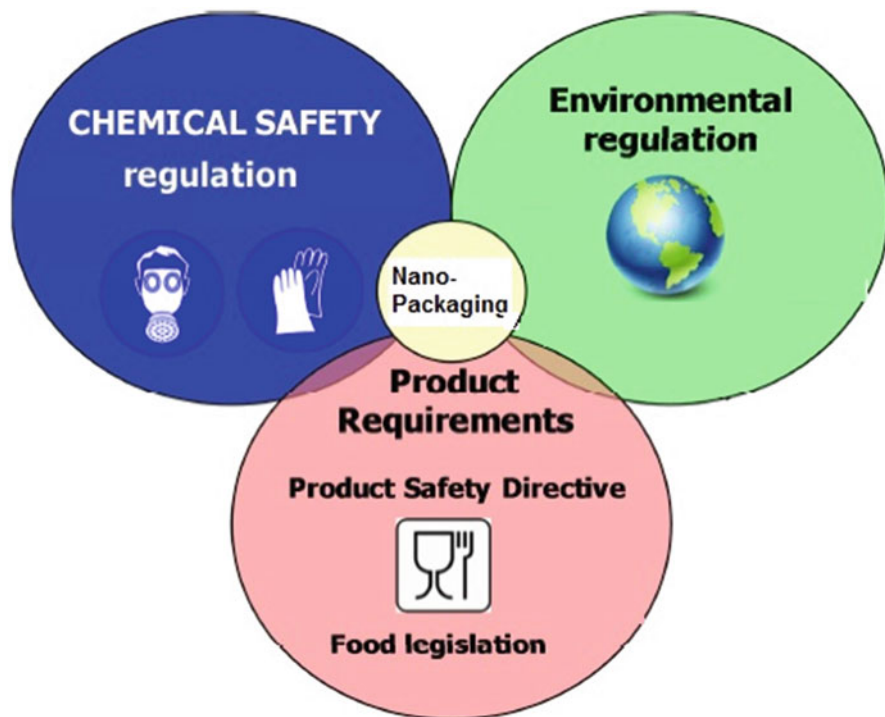 CHEMICAL SAFETY
regulation
Environmental
regulation
Nano-
Packaging
Product
Requirements
Product Safety Directive
Food legislation